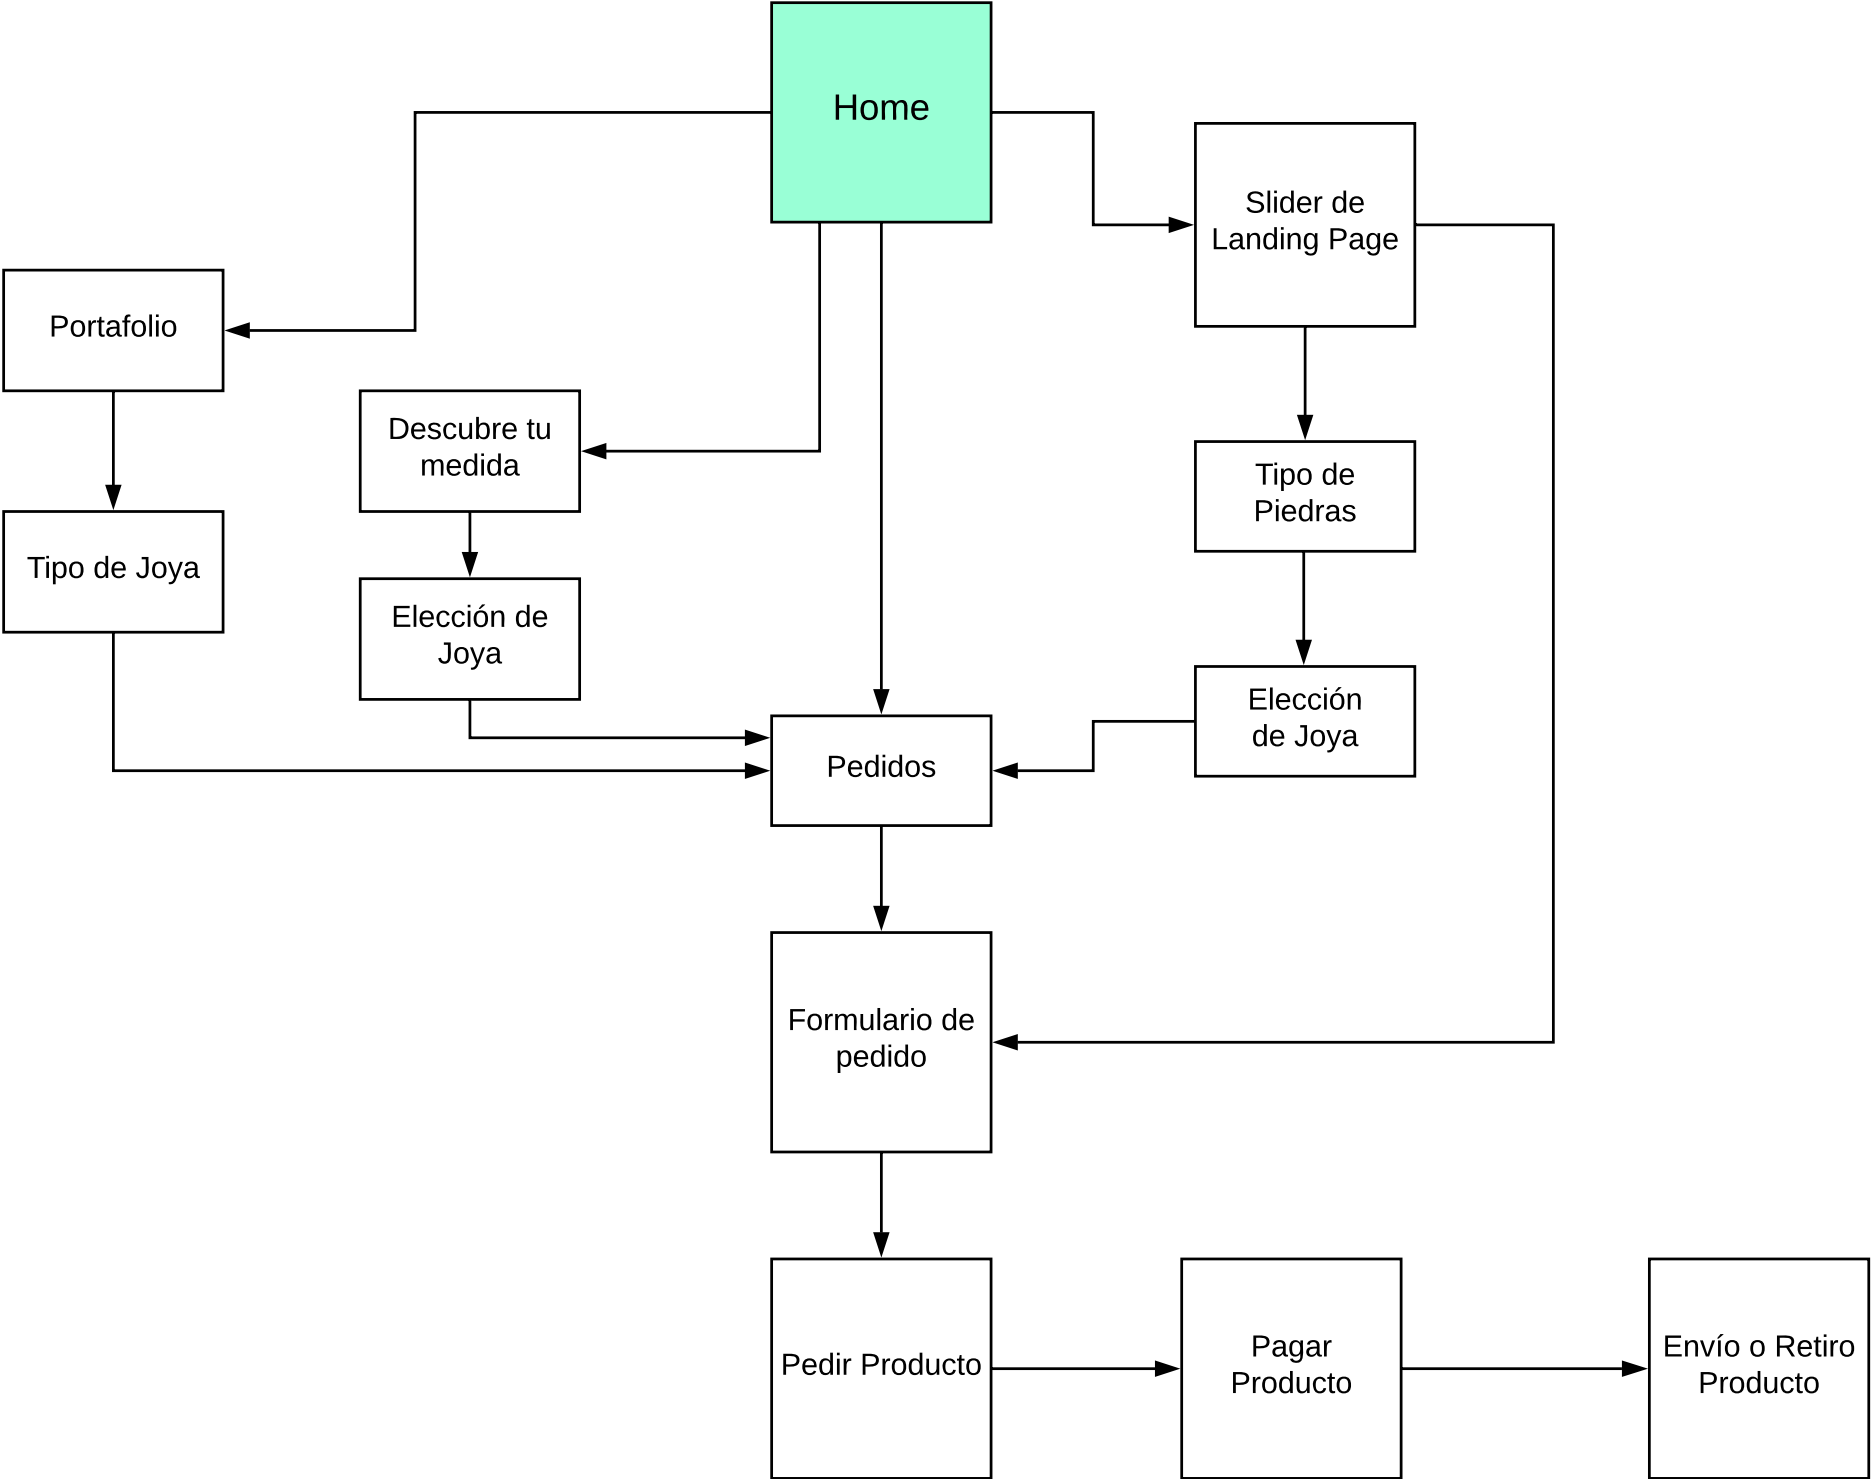 Home
Slider de
Landing Page
Portafolio
Descubre tu
medida
Tipo de
Piedras
Tipo de Joya
Elección de
Joya
Elección
de Joya
Pedidos
Formulario de
pedido
Pedir Producto
Pagar
Producto
Envío o Retiro
Producto